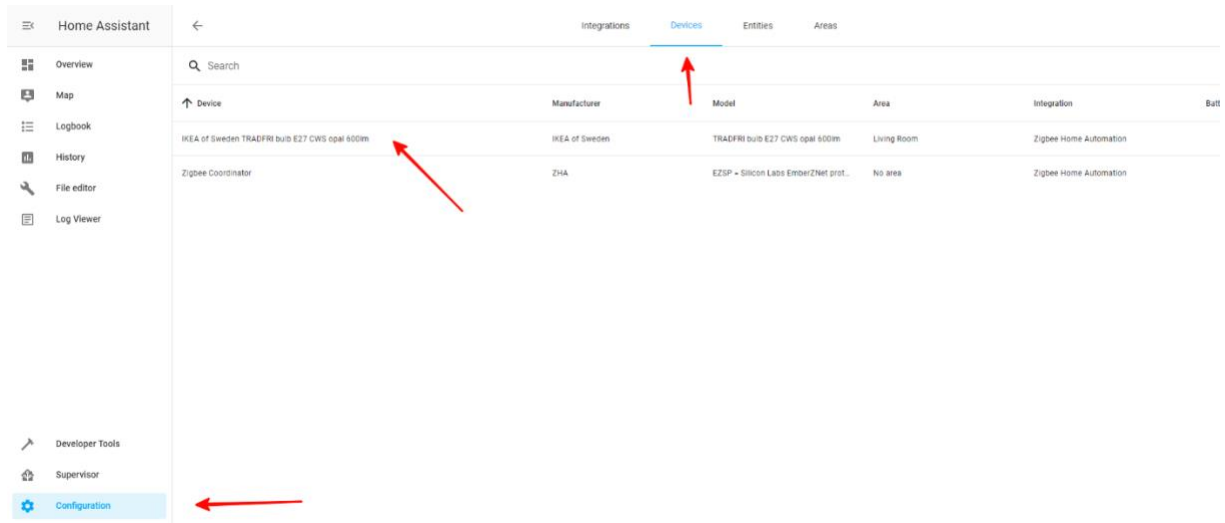 Home Assistant
Integrations Devices Entities Areas
Overview
Map
Logbook
History
File editor
Log Viewer
Developer Tools
Supervisor
Configuration
Search
Device Manufacturer Model Area Integration Batt
IKEA of Sweden TRADFRI bulb E27 CWS opal 600lm IKEA of Sweden TRADFRI bulb E27 CWS opal 600lm Living Room Zigbee Home Automation
Zigbee Coordinator ZHA EZSP = Silicon Labs EmberZNet prot... No area Zigbee Home Automation